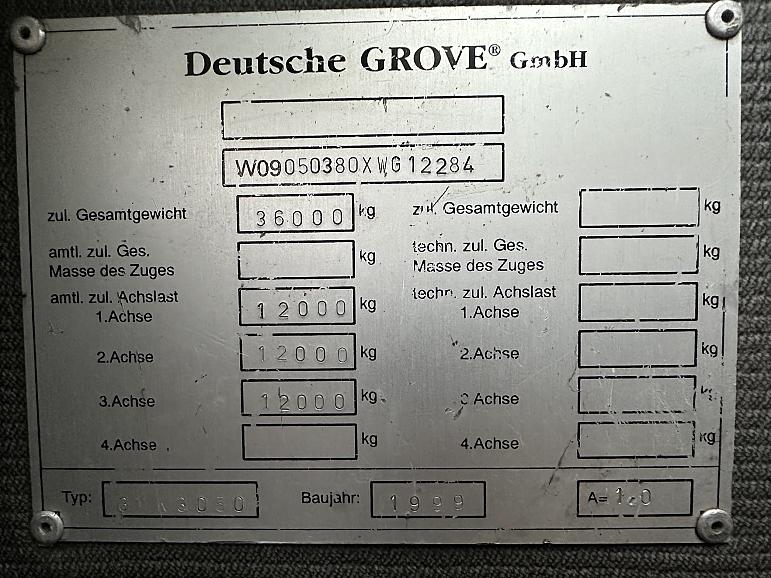 Deutsche GROVE® GmbH
W09050380XWG12284
zul. Gesamtgewicht 36000 kg zul. Gesamtgewicht kg
amtl. zul. Ges. kg techn. zul. Ges. kg
Masse des Zuges Masse des Zuges
amtl. zul. Achslast techn. zul. Achslast
1.Achse 12000 kg 1.Achse kg
2.Achse 12000 kg 2.Achse kg
3.Achse 12000 kg 3 Achse
4.Achse kg 4.Achse kg
Typ: Baujahr: 1999 A= 1.0